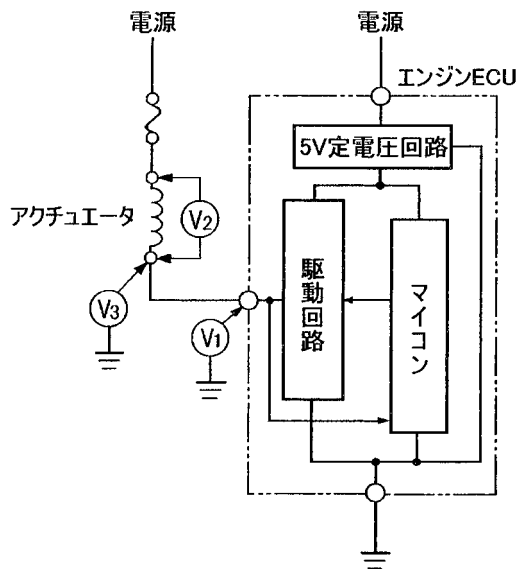 電源
電源
エンジンECU
5V定電圧回路
アクチュエータ
V2
駆動回路
マイコン
V3
V1